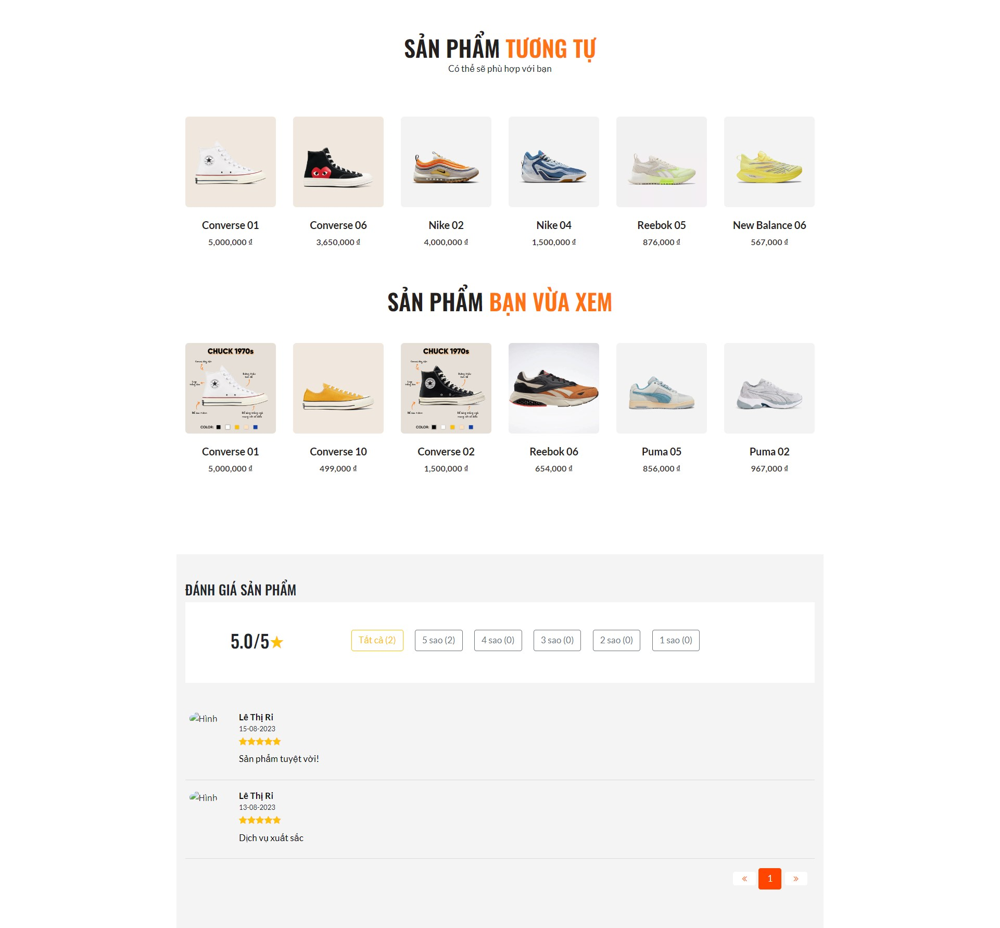 SẢN PHẨM TƯƠNG TỰ
Có thể sẽ phù hợp với bạn
Converse 01
5,000,000 ₫
Converse 06
3,650,000 ₫
Nike 02
4,000,000 ₫
Nike 04
1,500,000 ₫
Reebok 05
876,000 ₫
New Balance 06
567,000 ₫
SẢN PHẨM BẠN VỪA XEM
CHUCK 1970s
COLOR:
Converse 01
5,000,000 ₫
Converse 10
499,000 ₫
CHUCK 1970s
COLOR:
Converse 02
1,500,000 ₫
Reebok 06
654,000 ₫
Puma 05
856,000 ₫
Puma 02
967,000 ₫
ĐÁNH GIÁ SẢN PHẨM
5.0/5★
Tất cả (2)
5 sao (2)
4 sao (0)
3 sao (0)
2 sao (0)
1 sao (0)
Hình
Lê Thị Ri
15-08-2023
Sản phẩm tuyệt vời!
Hình
Lê Thị Ri
13-08-2023
Dịch vụ xuất sắc
« 1 »